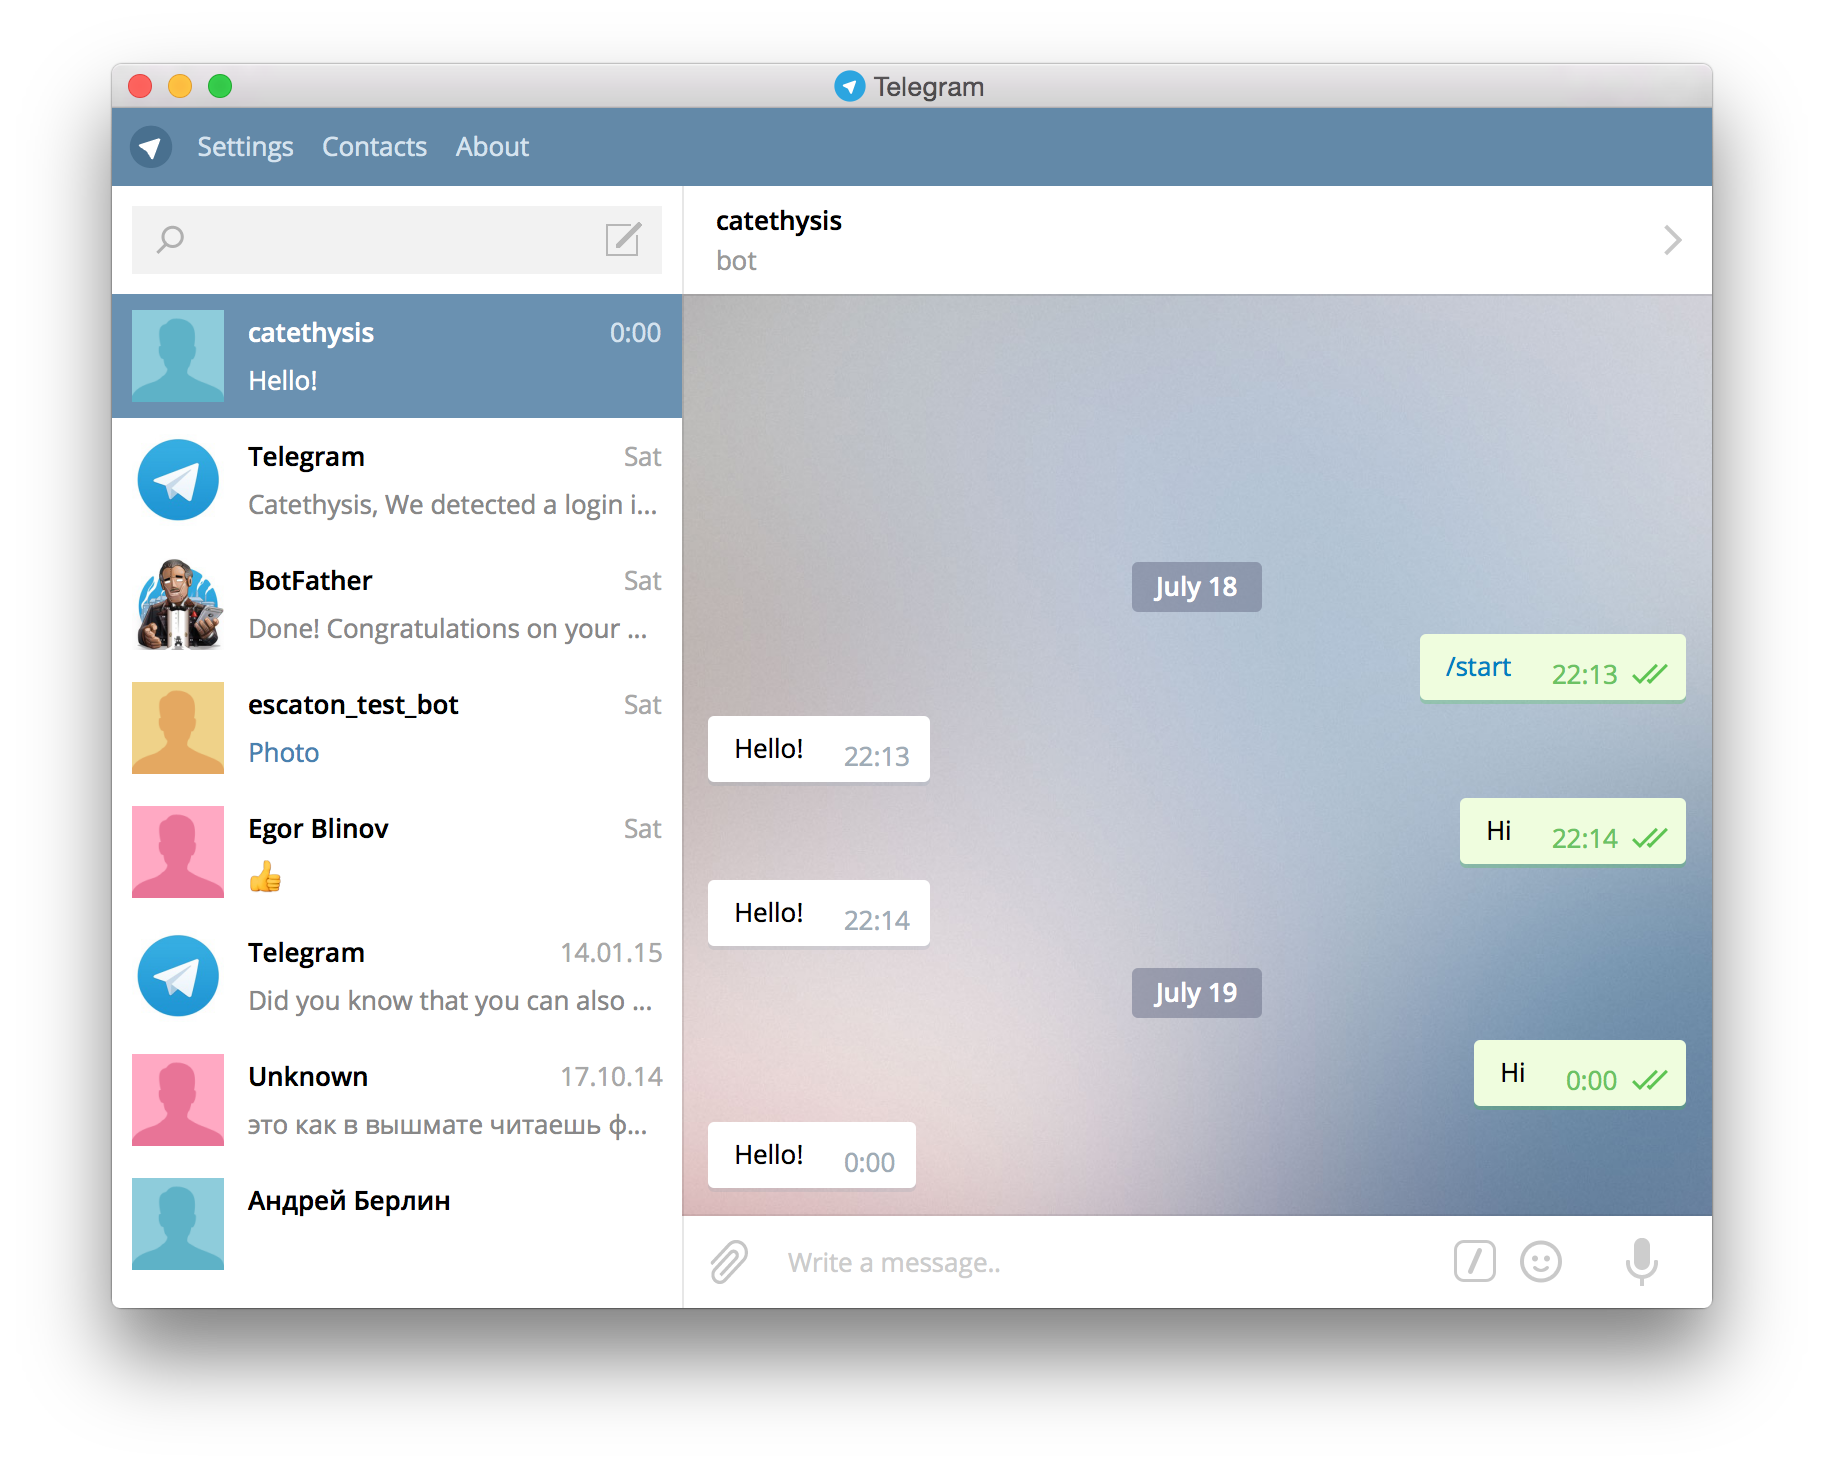 Telegram
Settings Contacts About
catethysis
bot
catethysis 0:00
Hello!
Telegram Sat
Catethysis, We detected a login i...
BotFather Sat
Done! Congratulations on your ...
escaton_test_bot Sat
Photo
Egor Blinov Sat
👍
Telegram 14.01.15
Did you know that you can also ...
Unknown 17.10.14
это как в вышмате читаешь ф...
Андрей Берлин
July 18
/start 22:13
Hello! 22:13
Hi 22:14
Hello! 22:14
July 19
Hi 0:00
Hello! 0:00
Write a message..